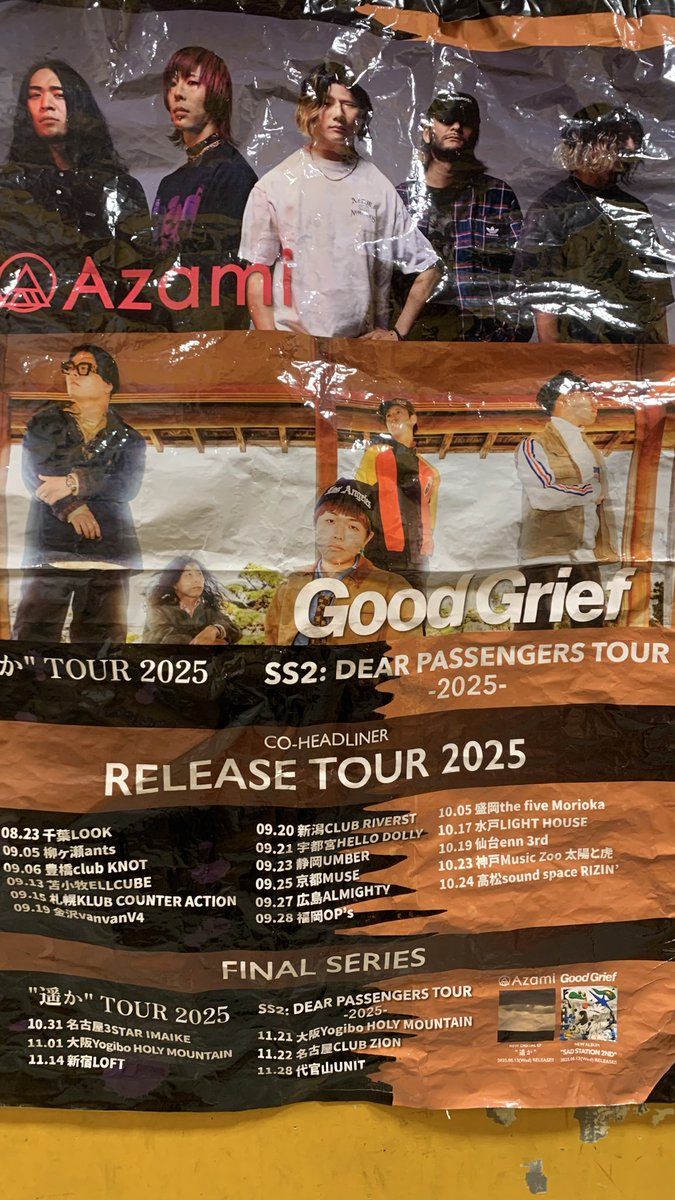 Azami
Los Angeles
Good Grief
か" TOUR 2025
SS2: DEAR PASSENGERS TOUR
-2025-
CO-HEADLINER
RELEASE TOUR 2025
08.23 千葉LOOK
09.05 柳ヶ瀬ants
09.06 豊橋club KNOT
09.13 苫小牧ELLCUBE
09.15 札幌KLUB COUNTER ACTION
09.19 金沢vanvanV4
09.20 新潟CLUB RIVERST
09.21 宇都宮HELLO DOLLY
09.23 静岡UMBER
09.25 京都MUSE
09.27 広島ALMIGHTY
09.28 福岡OP's
10.05 盛岡the five Morioka
10.17 水戸LIGHT HOUSE
10.19 仙台enn 3rd
10.23 神戸Music Zoo 太陽と虎
10.24 高松sound space RIZIN'
FINAL SERIES
"遥か" TOUR 2025
10.31 名古屋3STAR IMAIKE
11.01 大阪Yogibo HOLY MOUNTAIN
11.14 新宿LOFT
SS2: DEAR PASSENGERS TOUR
-2025-
11.21 大阪Yogibo HOLY MOUNTAIN
11.22 名古屋CLUB ZION
11.28 代官山UNIT
Azami
"遥か"
Good Grief
NEW ALBUM
"SAD STATION 2ND"
2025.08.13(Wed) RELEASE!!